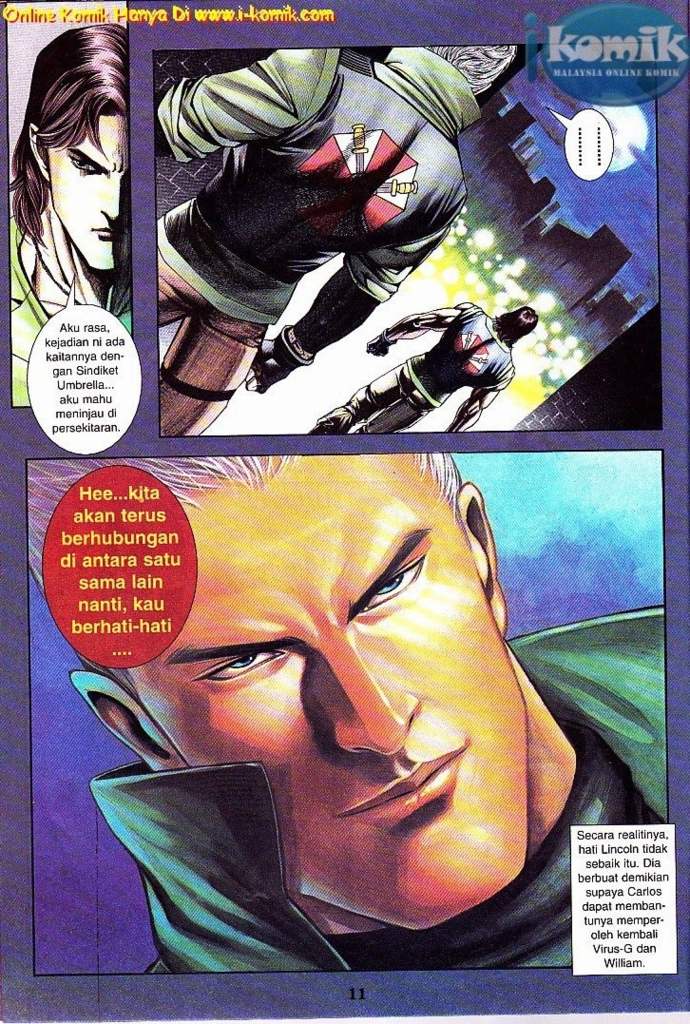 Online Komik Hanya Di www.i-komik.com
i komik
MALAYSIA ONLINE KOMIK
Aku rasa,
kejadian ni ada
kaitannya den-
gan Sindiket
Umbrella...
aku mahu
meninjau di
persekitaran.
Hee...kita
akan terus
berhubungan
di antara satu
sama lain
nanti, kau
berhati-hati
....
Secara realitinya,
hati Lincoln tidak
sebaik itu. Dia
berbuat demikian
supaya Carlos
dapat memban-
tunya memper-
oleh kembali
Virus-G dan
William.
11